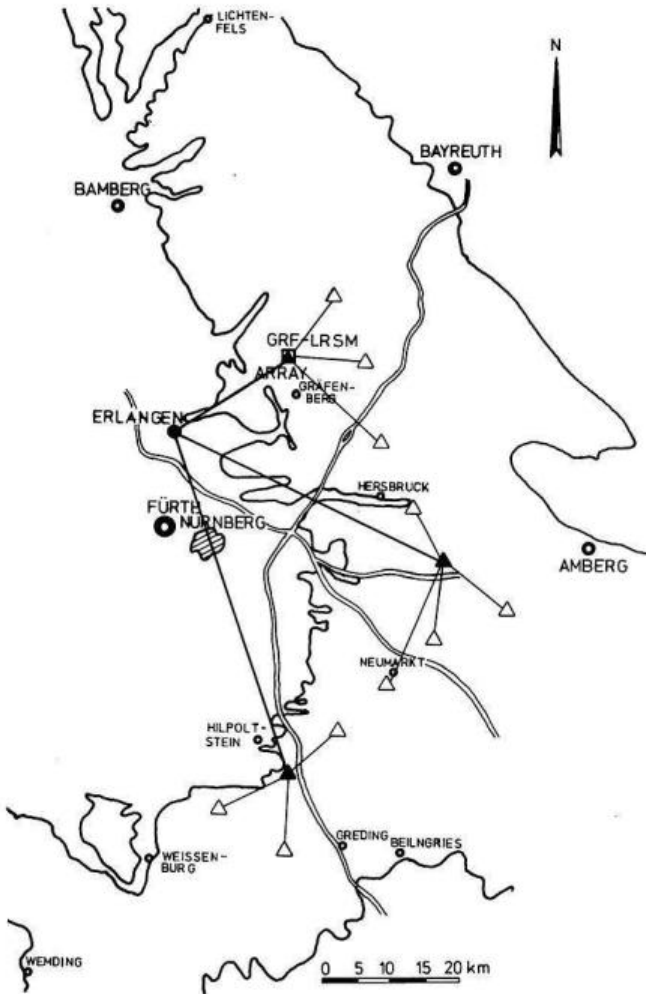 LICHTEN-
FELS
N
BAYREUTH
BAMBERG
GRF-LRSM
ARRAY
GRÄFEN-
BERG
ERLANGEN
HERSBRUCK
FÜRTH
NÜRNBERG
AMBERG
NEUMARKT
HILPOLT-
STEIN
GREDING
BEILNGRIES
WEISSEN-
BURG
WEMDING
0 5 10 15 20 km